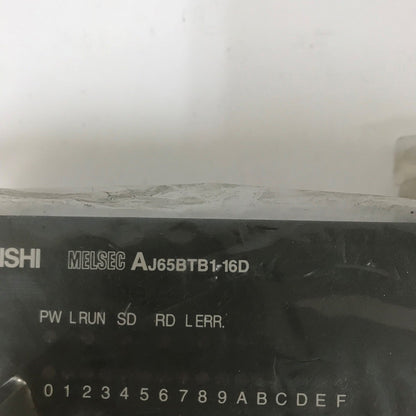 ISHI MELSEC AJ65BTB1-16D
PW L RUN SD RD L ERR.
0 1 2 3 4 5 6 7 8 9 A B C D E F